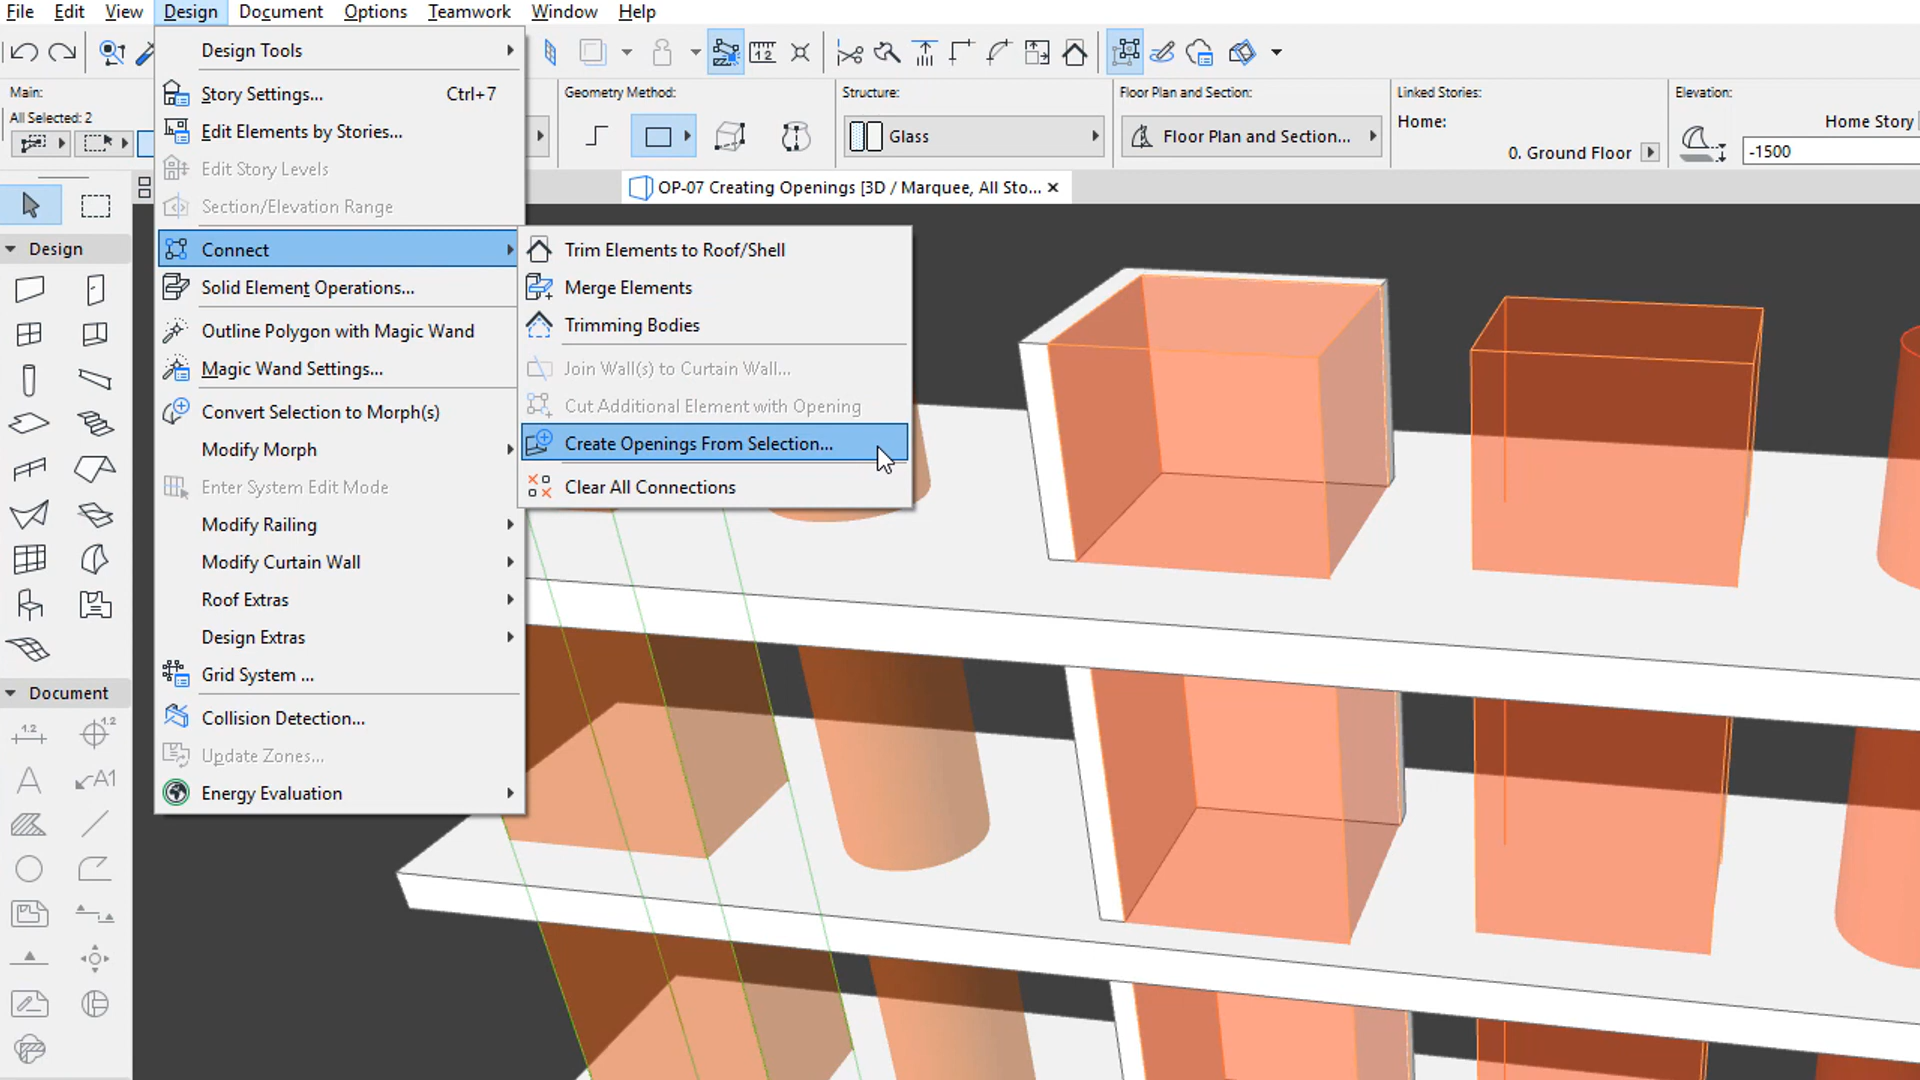 File Edit View Design Document Options Teamwork Window Help
Main:
All Selected: 2
Geometry Method:
Structure:
Glass
Floor Plan and Section:
Floor Plan and Section...
Linked Stories:
Home:
0. Ground Floor
Elevation:
Home Story
-1500
OP-07 Creating Openings [3D / Marquee, All Sto...
Design
Document
Design Tools
Story Settings... Ctrl+7
Edit Elements by Stories...
Edit Story Levels
Section/Elevation Range
Connect
Solid Element Operations...
Outline Polygon with Magic Wand
Magic Wand Settings...
Convert Selection to Morph(s)
Modify Morph
Enter System Edit Mode
Modify Railing
Modify Curtain Wall
Roof Extras
Design Extras
Grid System ...
Collision Detection...
Update Zones...
Energy Evaluation
Trim Elements to Roof/Shell
Merge Elements
Trimming Bodies
Join Wall(s) to Curtain Wall...
Cut Additional Element with Opening
Create Openings From Selection...
Clear All Connections
1.2
1.2
A
A1